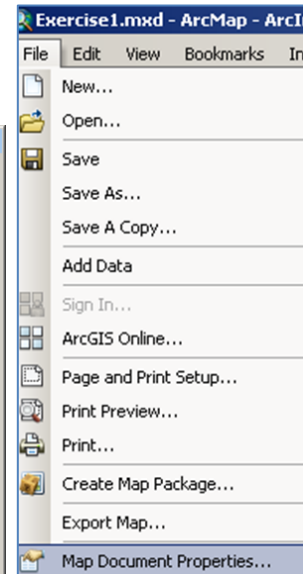 Exercise1.mxd - ArcMap - ArcI
File Edit View Bookmarks In
New...
Open...
Save
Save As...
Save A Copy...
Add Data
Sign In...
ArcGIS Online...
Page and Print Setup...
Print Preview...
Print...
Create Map Package...
Export Map...
Map Document Properties...